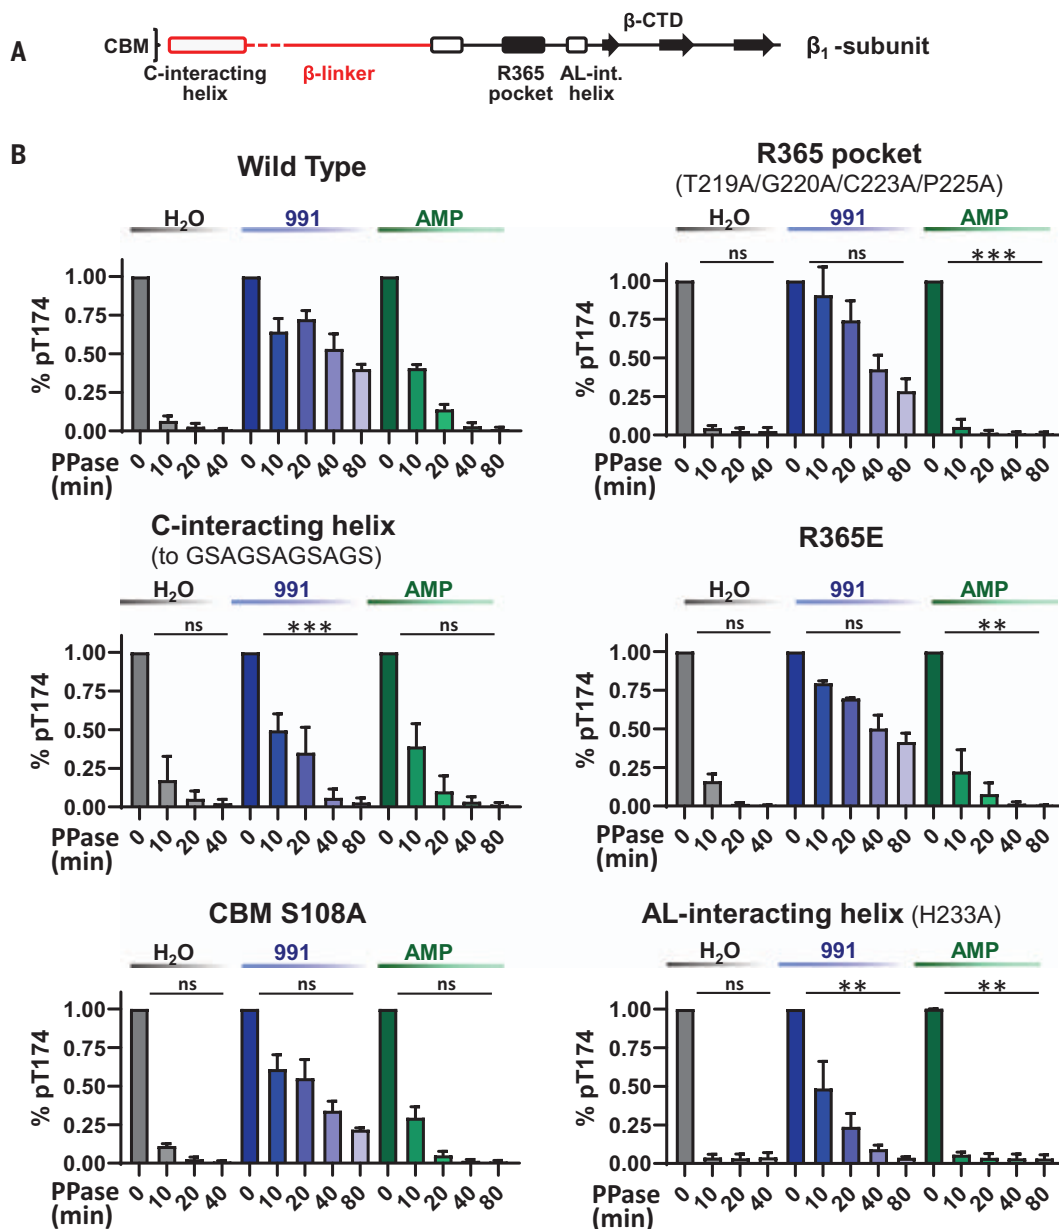 A
CBM
C-interacting
helix
β-linker
R365
pocket
AL-int.
helix
β-CTD
β1 -subunit
B
Wild Type
H2O
991
AMP
% pT174
1.00
0.75
0.50
0.25
0.00
PPase
(min)
0 10 20 40 0 10 20 40 80 0 10 20 40 80
R365 pocket
(T219A/G220A/C223A/P225A)
H2O
991
AMP
ns
ns
***
% pT174
1.00
0.75
0.50
0.25
0.00
PPase
(min)
0 10 20 40 0 10 20 40 80 0 10 20 40 80
C-interacting helix
(to GSAGSAGSAGS)
H2O
991
AMP
ns
***
ns
% pT174
1.00
0.75
0.50
0.25
0.00
PPase
(min)
0 10 20 40 0 10 20 40 80 0 10 20 40 80
R365E
H2O
991
AMP
ns
ns
**
% pT174
1.00
0.75
0.50
0.25
0.00
PPase
(min)
0 10 20 40 0 10 20 40 80 0 10 20 40 80
CBM S108A
H2O
991
AMP
ns
ns
ns
% pT174
1.00
0.75
0.50
0.25
0.00
PPase
(min)
0 10 20 40 0 10 20 40 80 0 10 20 40 80
AL-interacting helix (H233A)
H2O
991
AMP
ns
**
**
% pT174
1.00
0.75
0.50
0.25
0.00
PPase
(min)
0 10 20 40 0 10 20 40 80 0 10 20 40 80